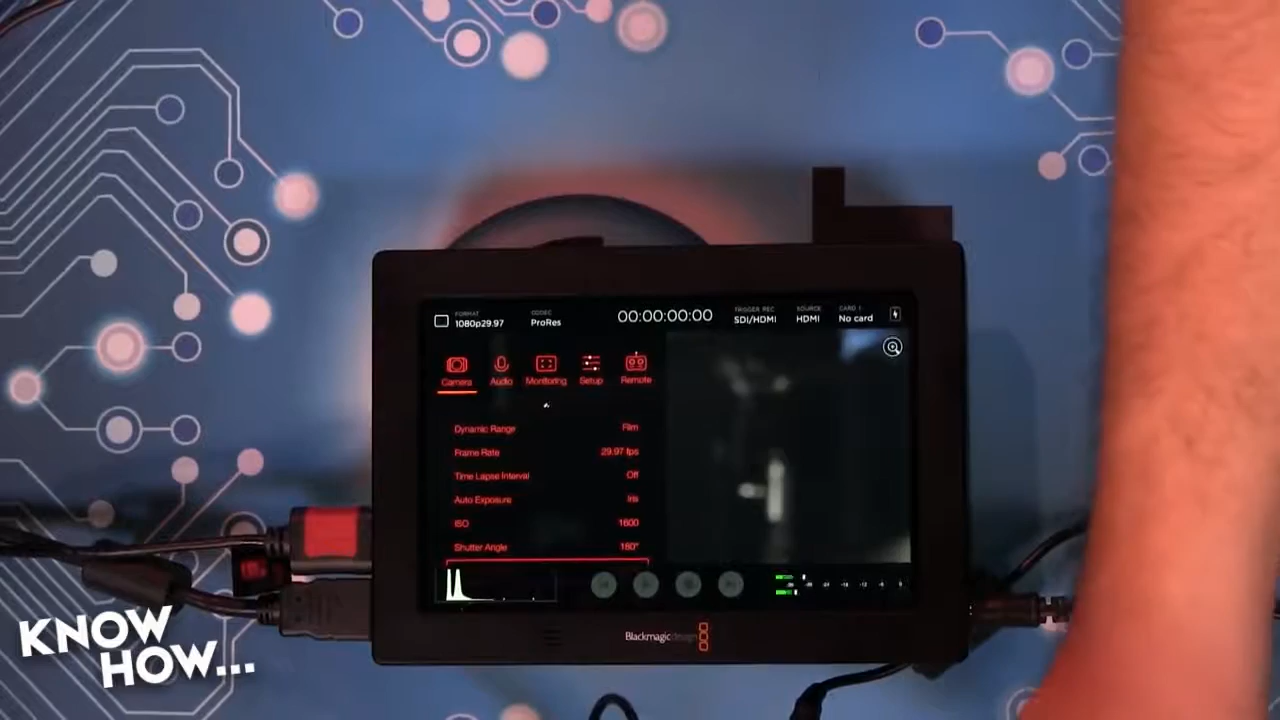 FORMAT
1080p29.97
CODEC
ProRes
00:00:00:00
TRIGGER REC
SDI/HDMI
SOURCE
HDMI
CARD 1
No card
Camera
Audio
Monitoring
Setup
Remote
Dynamic Range Film
Frame Rate 29.97 fps
Time Lapse Interval Off
Auto Exposure Iris
ISO 1600
Shutter Angle 180°
Blackmagicdesign
KNOW
HOW...